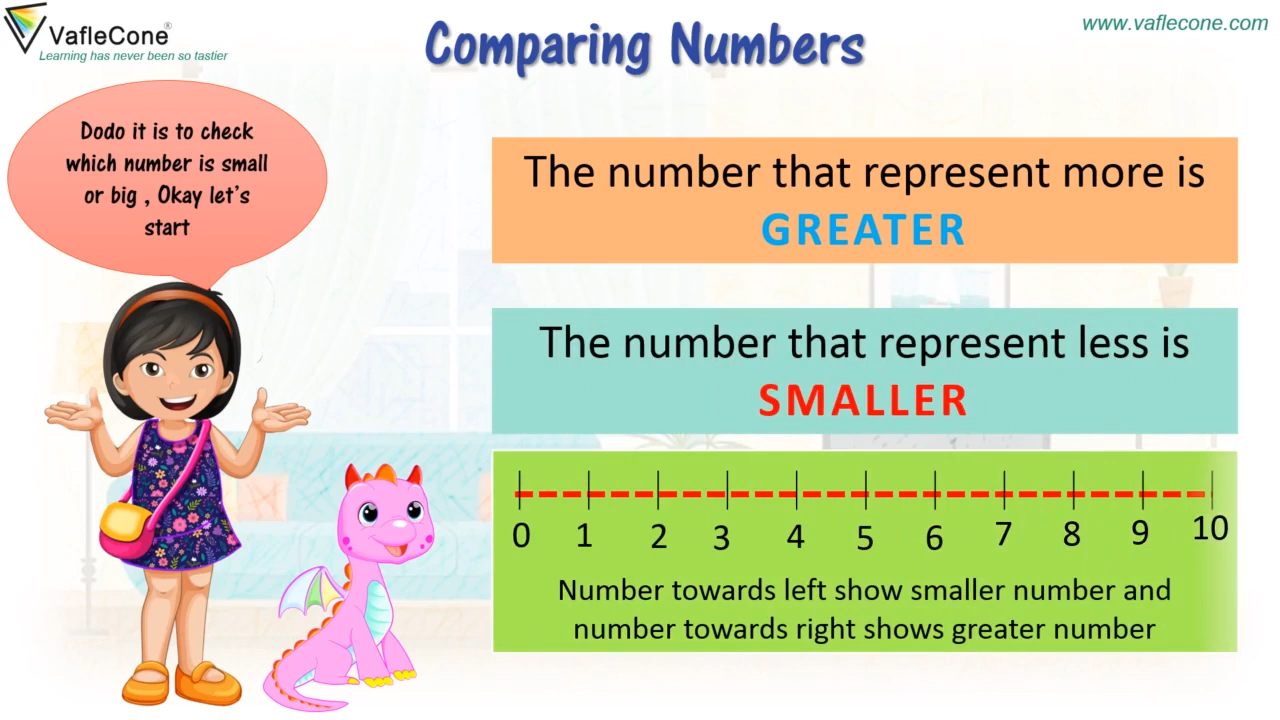 VafleCone®
Learning has never been so tastier
Comparing Numbers
www.vaflecone.com
Dodo it is to check
which number is small
or big , Okay let's
start
The number that represent more is
GREATER
The number that represent less is
SMALLER
0 1 2 3 4 5 6 7 8 9 10
Number towards left show smaller number and
number towards right shows greater number